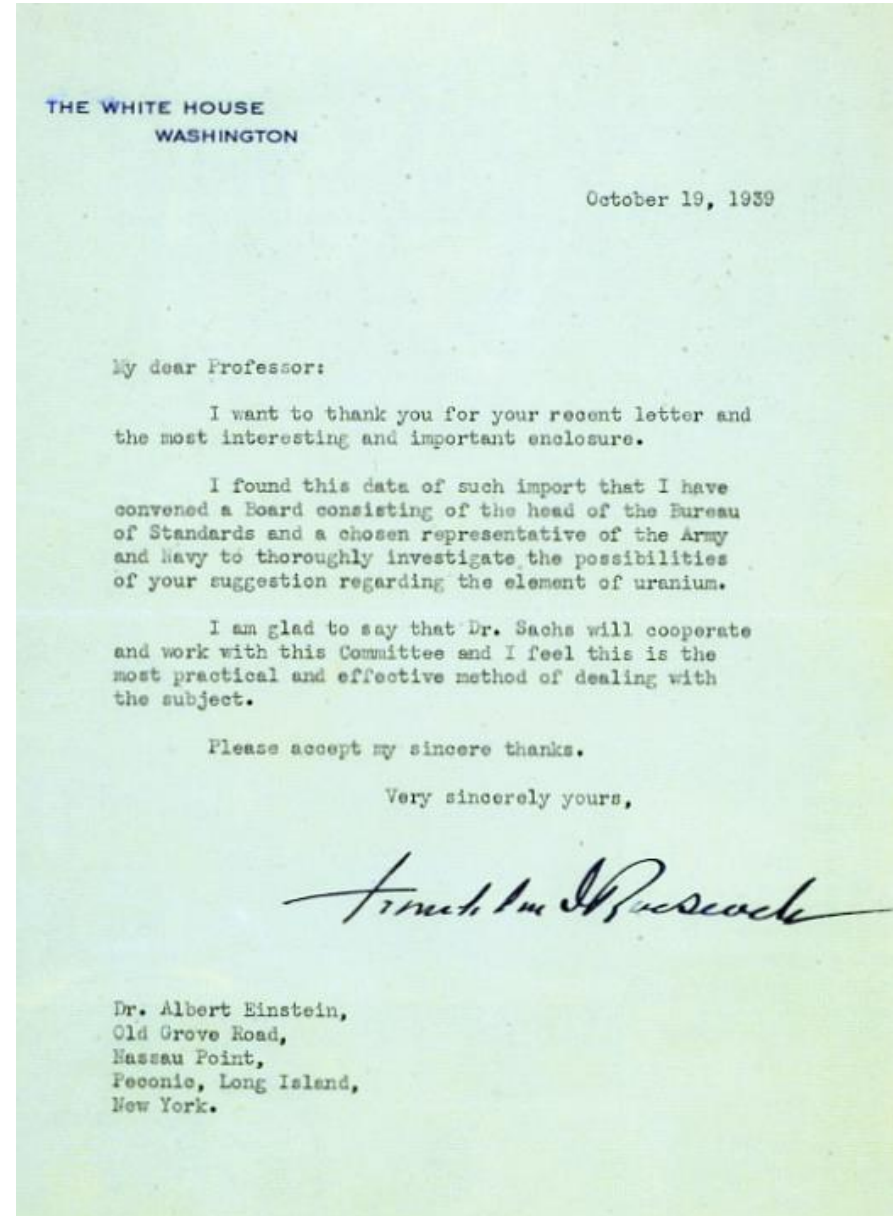 THE WHITE HOUSE
WASHINGTON
October 19, 1939
My dear Professor:
I want to thank you for your recent letter and
the most interesting and important enclosure.
I found this data of such import that I have
convened a Board consisting of the head of the Bureau
of Standards and a chosen representative of the Army
and Navy to thoroughly investigate the possibilities
of your suggestion regarding the element of uranium.
I am glad to say that Dr. Sachs will cooperate
and work with this Committee and I feel this is the
most practical and effective method of dealing with
the subject.
Please accept my sincere thanks.
Very sincerely yours,
Franklin D Roosevelt
Dr. Albert Einstein,
Old Grove Road,
Nassau Point,
Peconic, Long Island,
New York.